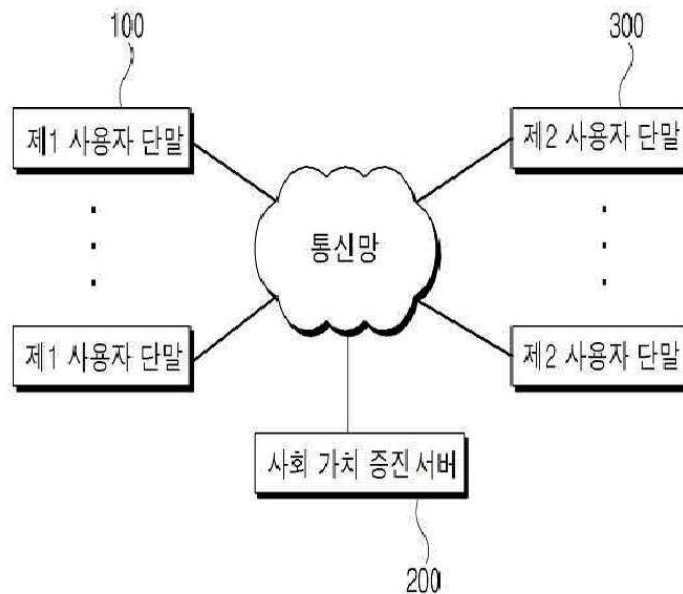 100
300
제1 사용자 단말
제2 사용자 단말
통신망
제1 사용자 단말
제2 사용자 단말
사회 가치 증진 서버
200